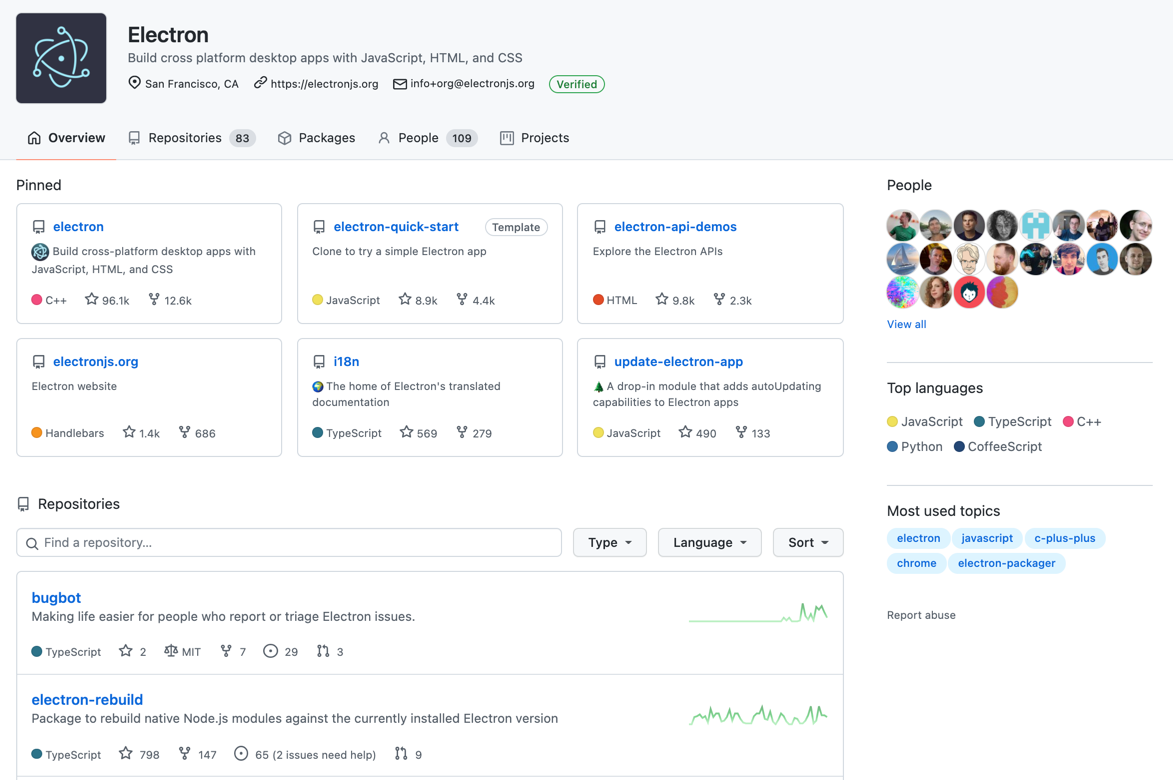 Electron
Build cross platform desktop apps with JavaScript, HTML, and CSS
San Francisco, CA https://electronjs.org info+org@electronjs.org Verified
Overview Repositories 83 Packages People 109 Projects
Pinned
electron
Build cross-platform desktop apps with
JavaScript, HTML, and CSS
C++ 96.1k 12.6k
electron-quick-start Template
Clone to try a simple Electron app
JavaScript 8.9k 4.4k
electron-api-demos
Explore the Electron APIs
HTML 9.8k 2.3k
electronjs.org
Electron website
Handlebars 1.4k 686
i18n
The home of Electron's translated
documentation
TypeScript 569 279
update-electron-app
A drop-in module that adds autoUpdating
capabilities to Electron apps
JavaScript 490 133
Repositories
Find a repository... Type Language Sort
bugbot
Making life easier for people who report or triage Electron issues.
TypeScript 2 MIT 7 29 3
electron-rebuild
Package to rebuild native Node.js modules against the currently installed Electron version
TypeScript 798 147 65 (2 issues need help) 9
People
View all
Top languages
JavaScript TypeScript C++
Python CoffeeScript
Most used topics
electron javascript c-plus-plus
chrome electron-packager
Report abuse